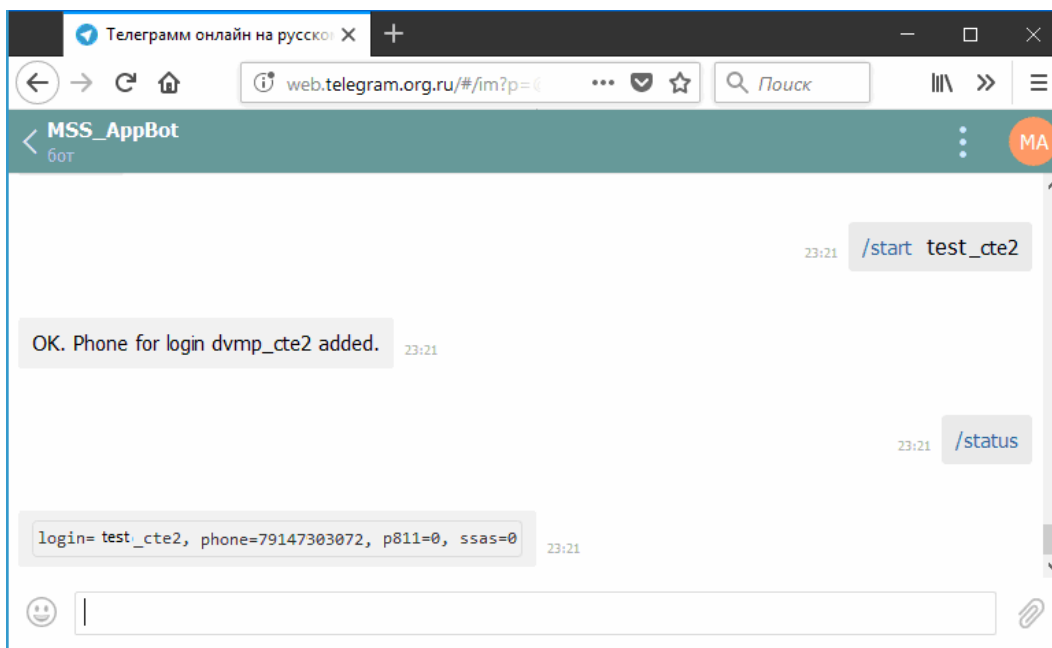 Телеграмм онлайн на русско
web.telegram.org.ru/#/im?p=
Поиск
MSS_AppBot
бот
MA
23:21 /start test_cte2
OK. Phone for login dvmp_cte2 added. 23:21
23:21 /status
login= test_cte2, phone=79147303072, p811=0, ssas=0 23:21